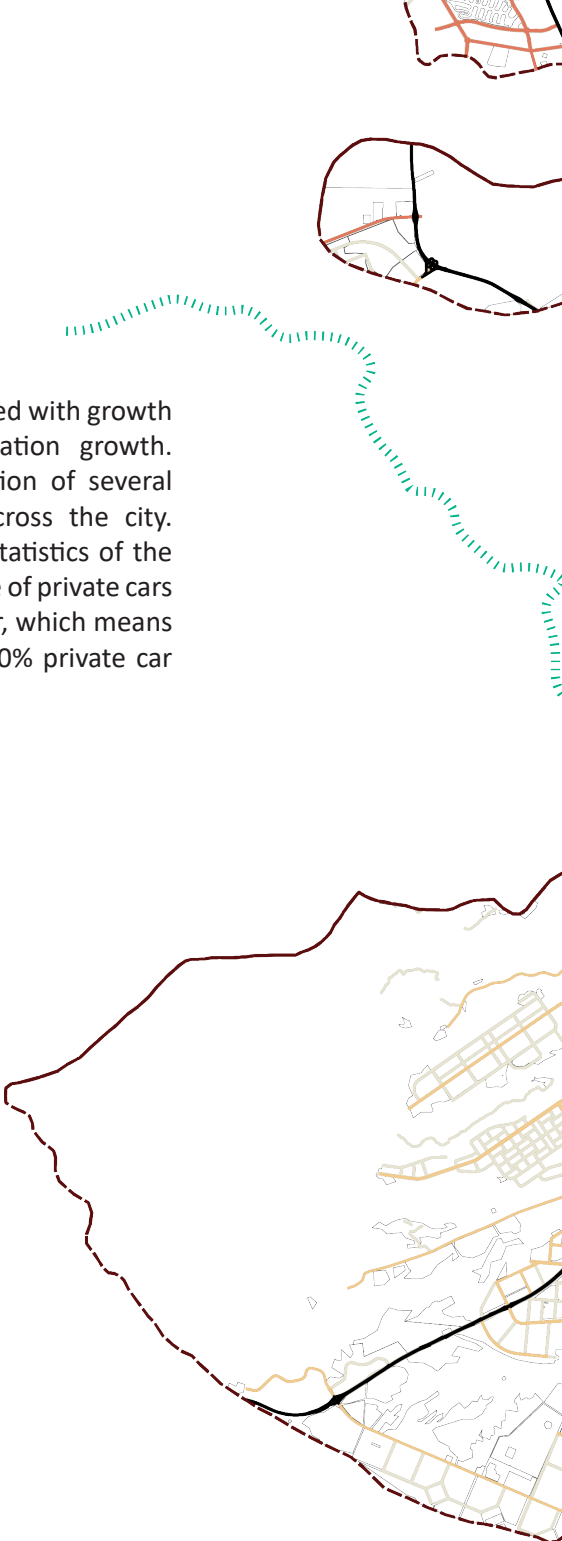 ed with growth
ation growth.
tion of several
cross the city.
tatistics of the
e of private cars
r, which means
0% private car